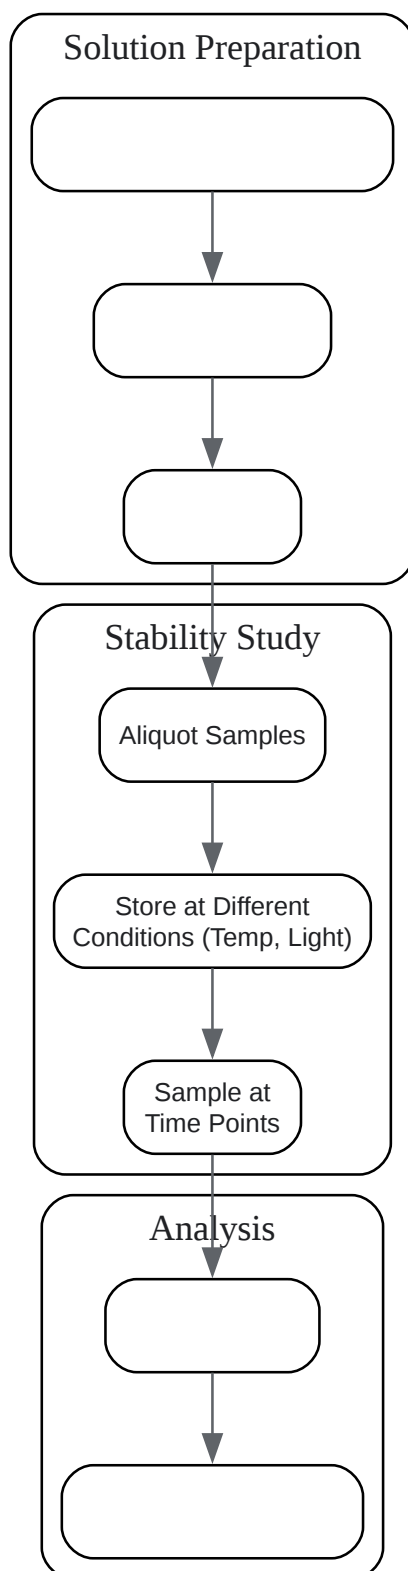 Solution Preparation
Stability Study
Aliquot Samples
Store at Different
Conditions (Temp, Light)
Sample at
Time Points
Analysis